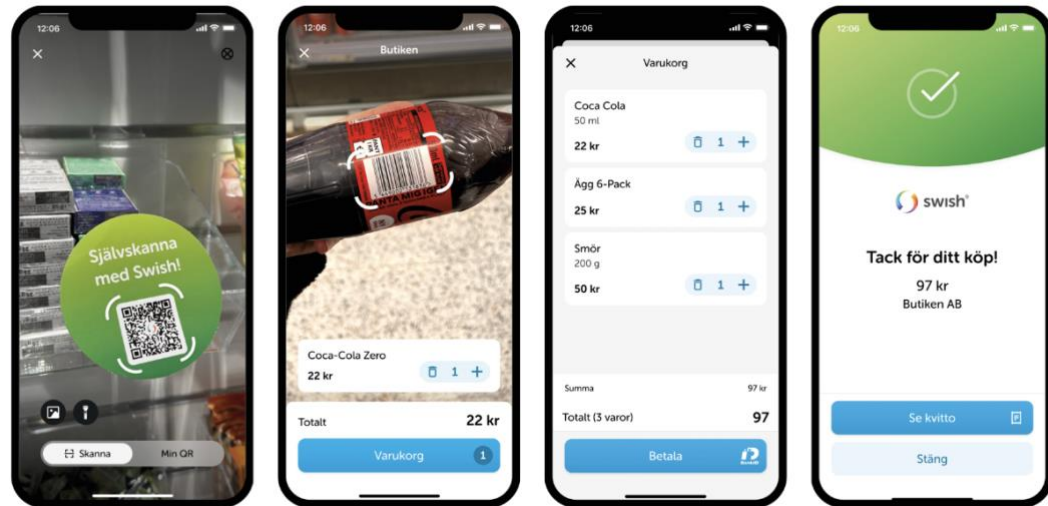 12:06
Självskanna
med Swish!
Skanna
Min QR
12:06
Butiken
PANTA MIG
Coca-Cola Zero
22 kr
1
Totalt
22 kr
Varukorg
1
12:06
Varukorg
Coca Cola
50 ml
22 kr
1
Ägg 6-Pack
25 kr
1
Smör
200 g
50 kr
1
Summa
97 kr
Totalt (3 varor)
97
Betala
12:06
swish®
Tack för ditt köp!
97 kr
Butiken AB
Se kvitto
Stäng